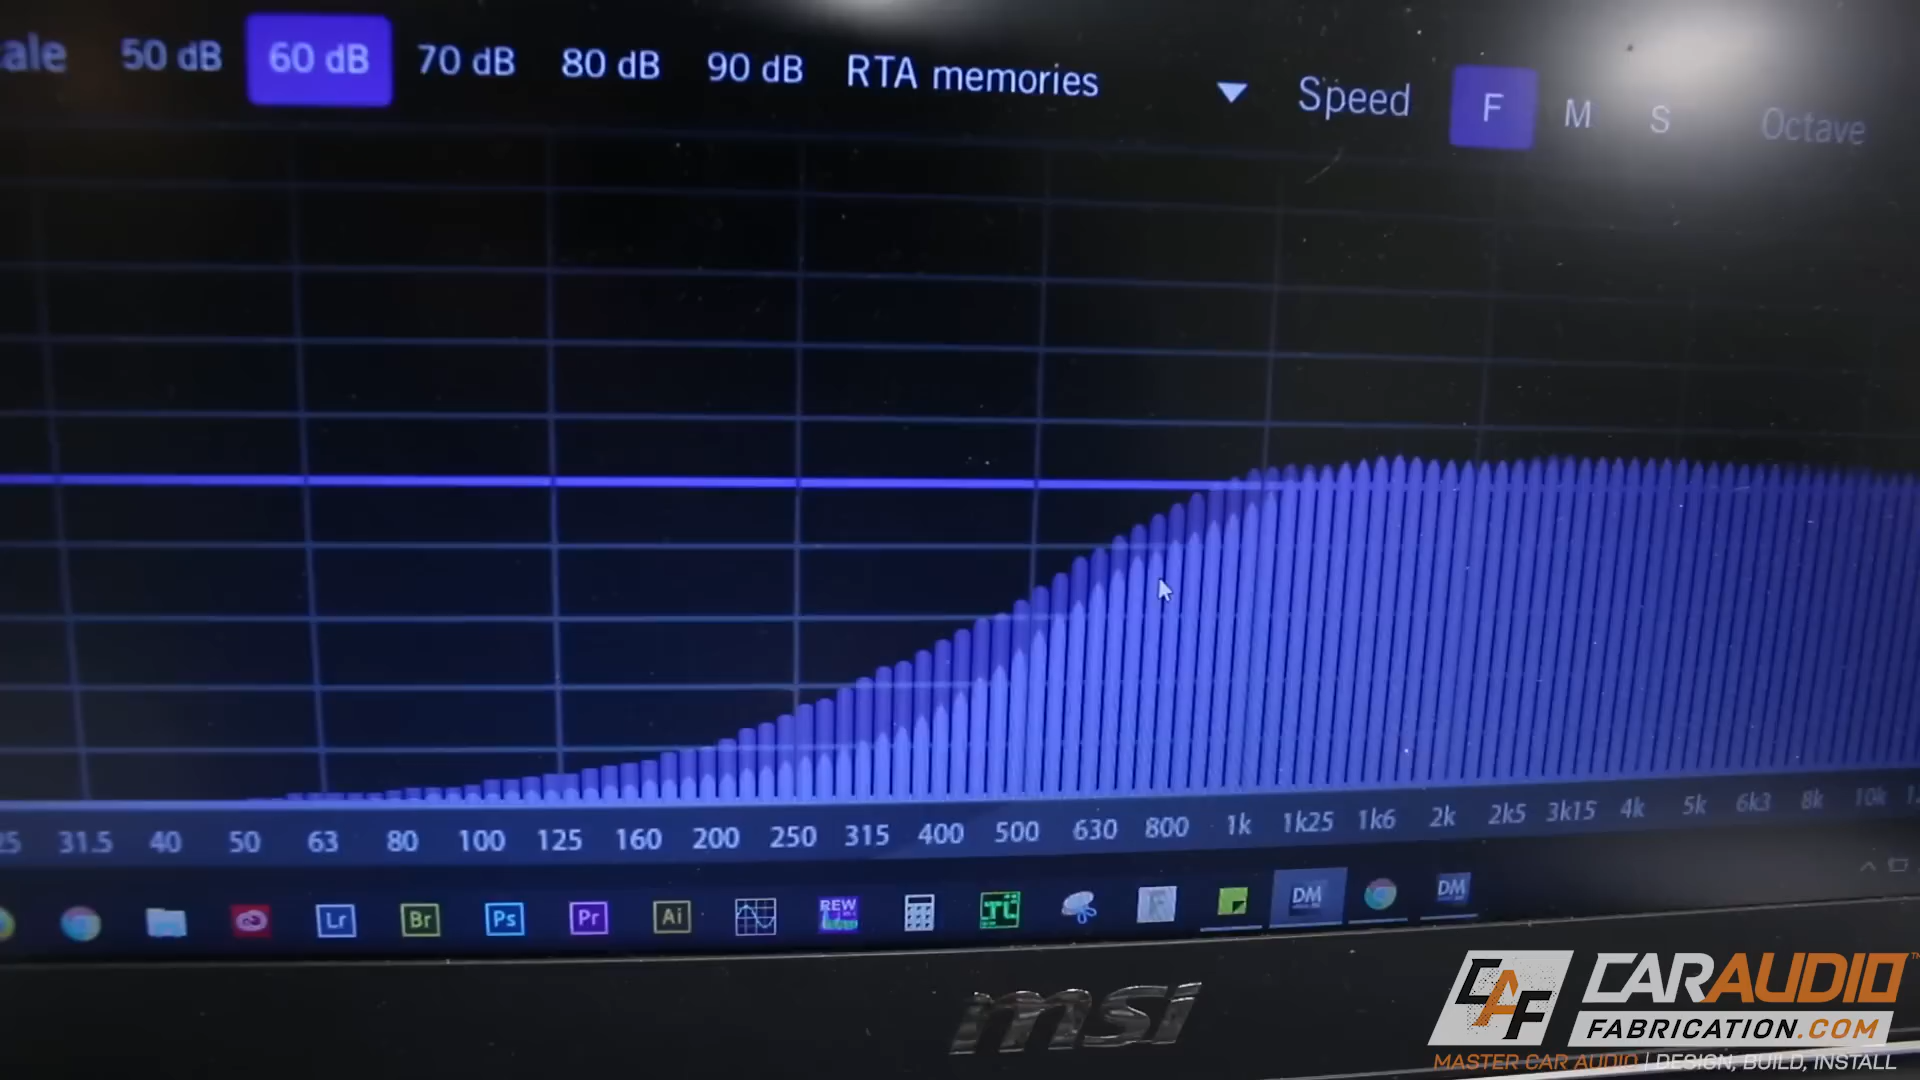 ale 50 dB 60 dB 70 dB 80 dB 90 dB RTA memories Speed F M S Octave
25 31.5 40 50 63 80 100 125 160 200 250 315 400 500 630 800 1k 1k25 1k6 2k 2k5 3k15 4k 5k 6k3 8k 10k
Lr Br Ps Pr Ai REW TL DM DM
msi
CAF CARAUDIO™
FABRICATION.COM
MASTER CAR AUDIO | DESIGN, BUILD, INSTALL